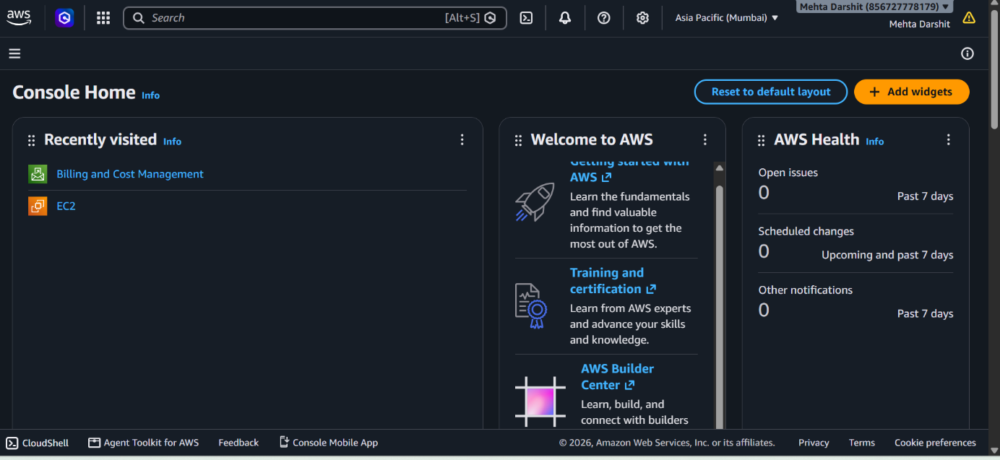 aws
Search
[Alt+S]
Asia Pacific (Mumbai)
Mehta Darshit (856727778179)
Mehta Darshit
Console Home Info
Reset to default layout
Add widgets
Recently visited Info
Billing and Cost Management
EC2
Welcome to AWS
Getting started with
AWS
Learn the fundamentals
and find valuable
information to get the
most out of AWS.
Training and
certification
Learn from AWS experts
and advance your skills
and knowledge.
AWS Builder
Center
Learn, build, and
connect with builders
AWS Health Info
Open issues
0
Past 7 days
Scheduled changes
0
Upcoming and past 7 days
Other notifications
0
Past 7 days
CloudShell
Agent Toolkit for AWS
Feedback
Console Mobile App
© 2026, Amazon Web Services, Inc. or its affiliates.
Privacy
Terms
Cookie preferences